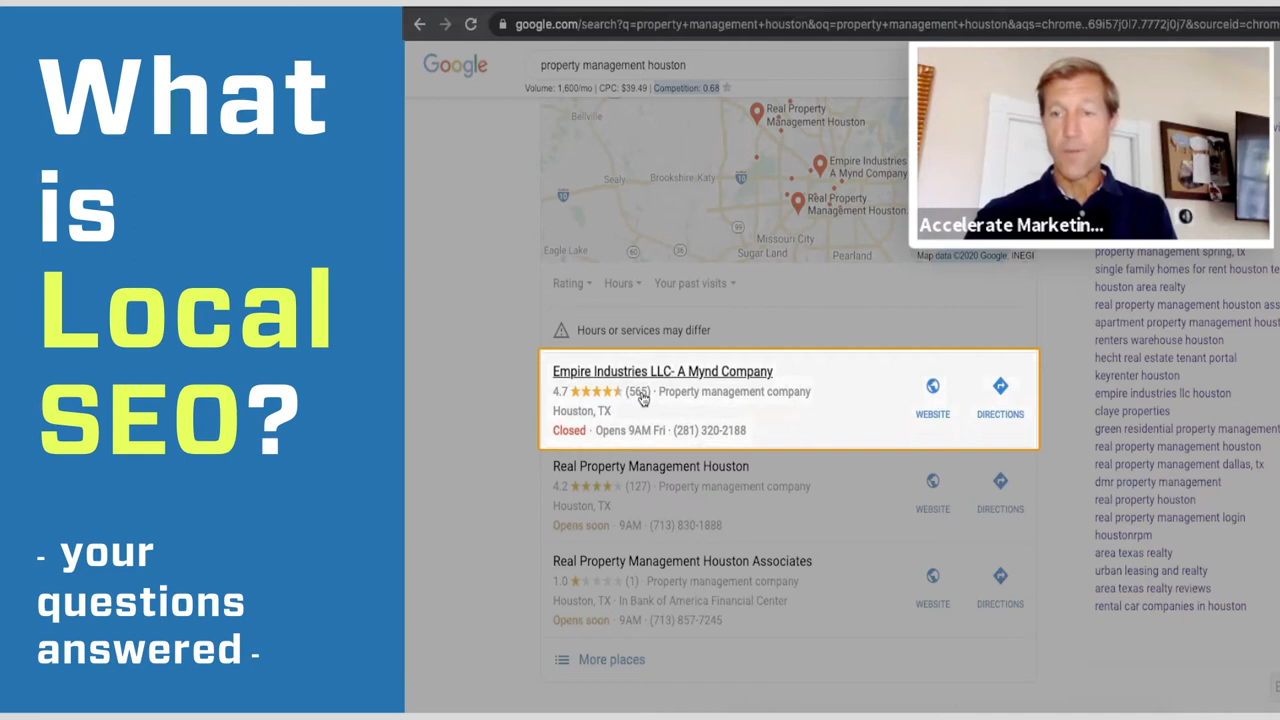 What
is
Local
SEO?
- your
questions
answered -
google.com/search?q=property+management+houston&oq=property+management+houston&aqs=chrome..69i57j0l7.7772j0j7&sourceid=chrom
Google
property management houston
Volume: 1,600/mo | CPC: $39.49 | Competition: 0.68
Bellville
Real Property
Management Houston
Empire Industries
A Mynd Company
Sealy
Brookshire
Katy
10
10
Real Property
Management Houston
99
Missouri City
Eagle Lake
60
36
Sugar Land
Pearland
Map data ©2020 Google, INEGI
Accelerate Marketin...
Rating
Hours
Your past visits
Hours or services may differ
Empire Industries LLC- A Mynd Company
4.7 (565) · Property management company
Houston, TX
Closed · Opens 9AM Fri · (281) 320-2188
WEBSITE
DIRECTIONS
Real Property Management Houston
4.2 (127) · Property management company
Houston, TX
Opens soon · 9AM · (713) 830-1888
WEBSITE
DIRECTIONS
Real Property Management Houston Associates
1.0 (1) · Property management company
Houston, TX · In Bank of America Financial Center
Opens soon · 9AM · (713) 857-7245
WEBSITE
DIRECTIONS
More places
property management spring, tx
single family homes for rent houston te
houston area realty
real property management houston ass
apartment property management houst
renters warehouse houston
hecht real estate tenant portal
keyrenter houston
empire industries llc houston
claye properties
green residential property management
real property management houston
real property management dallas, tx
dmr property management
real property houston
real property management login
houstonrpm
area texas realty
urban leasing and realty
area texas realty reviews
rental car companies in houston